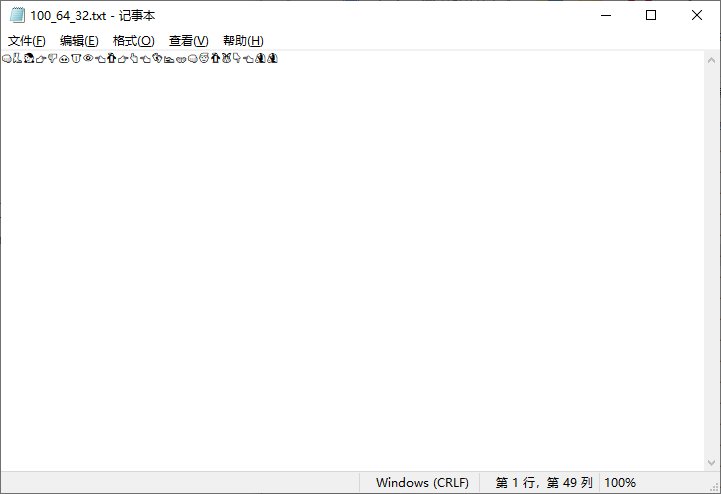 100_64_32.txt - 记事本
文件(F) 编辑(E) 格式(O) 查看(V) 帮助(H)
Windows (CRLF) 第 1 行，第 49 列 100%